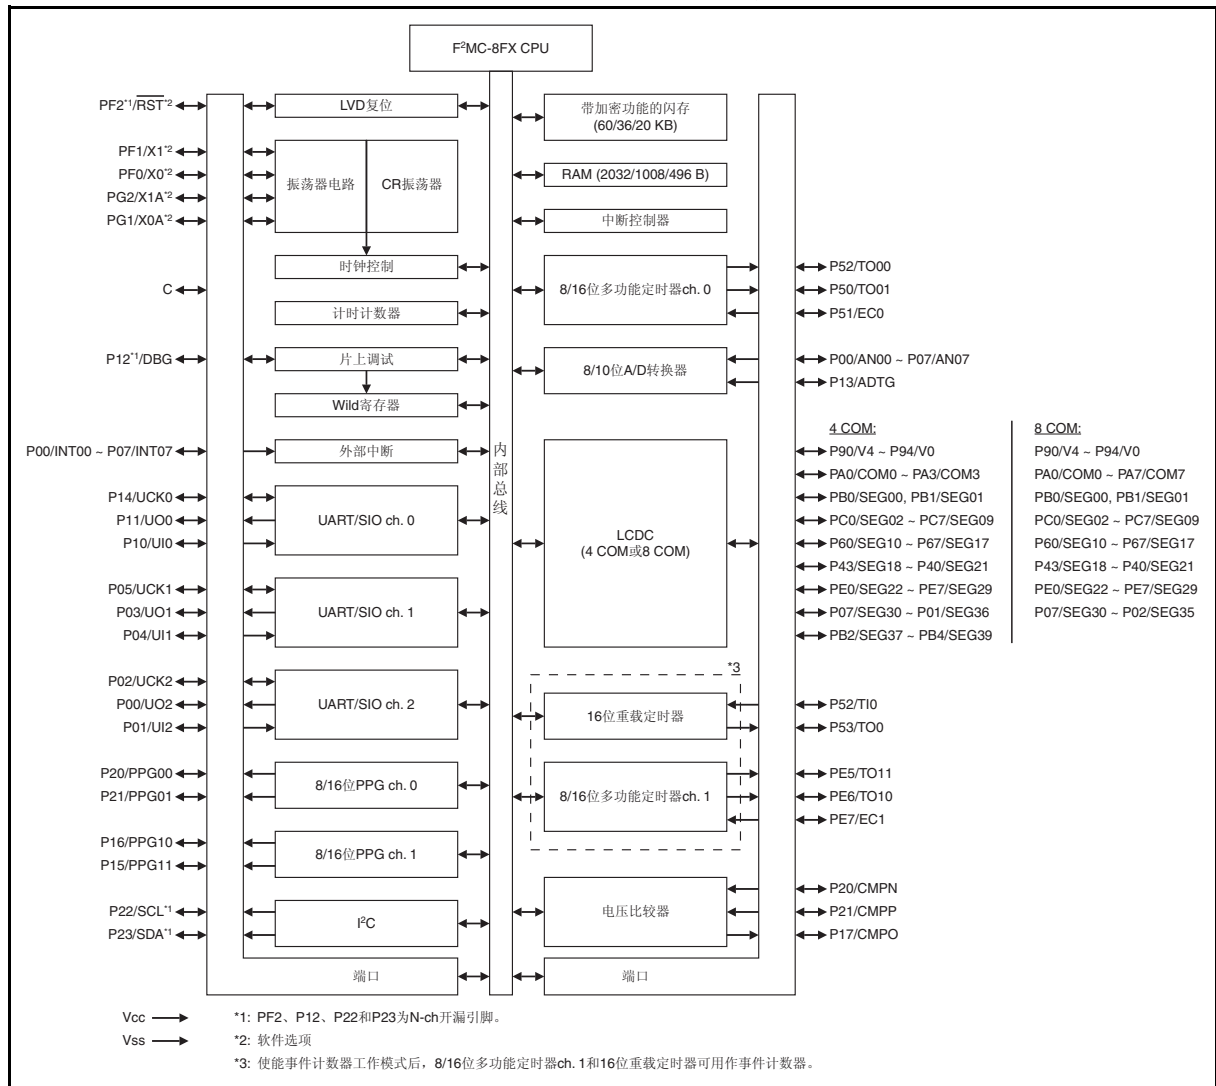 F²MC-8FX CPU
PF2*1/RST*2
LVD复位
带加密功能的闪存
(60/36/20 KB)
PF1/X1*2
PF0/X0*2
PG2/X1A*2
PG1/X0A*2
振荡器电路
CR振荡器
RAM (2032/1008/496 B)
中断控制器
C
时钟控制
计时计数器
8/16位多功能定时器ch. 0
P52/TO00
P50/TO01
P51/EC0
P12*1/DBG
片上调试
Wild寄存器
8/10位A/D转换器
P00/AN00 ~ P07/AN07
P13/ADTG
P00/INT00 ~ P07/INT07
外部中断
内部总线
P14/UCK0
P11/UO0
P10/UI0
UART/SIO ch. 0
P05/UCK1
P03/UO1
P04/UI1
UART/SIO ch. 1
LCDC
(4 COM或8 COM)
4 COM:
P90/V4 ~ P94/V0
PA0/COM0 ~ PA3/COM3
PB0/SEG00, PB1/SEG01
PC0/SEG02 ~ PC7/SEG09
P60/SEG10 ~ P67/SEG17
P43/SEG18 ~ P40/SEG21
PE0/SEG22 ~ PE7/SEG29
P07/SEG30 ~ P01/SEG36
PB2/SEG37 ~ PB4/SEG39
8 COM:
P90/V4 ~ P94/V0
PA0/COM0 ~ PA7/COM7
PB0/SEG00, PB1/SEG01
PC0/SEG02 ~ PC7/SEG09
P60/SEG10 ~ P67/SEG17
P43/SEG18 ~ P40/SEG21
PE0/SEG22 ~ PE7/SEG29
P07/SEG30 ~ P02/SEG35
P02/UCK2
P00/UO2
P01/UI2
UART/SIO ch. 2
*3
16位重载定时器
P52/TI0
P53/TO0
P20/PPG00
P21/PPG01
8/16位PPG ch. 0
8/16位多功能定时器ch. 1
PE5/TO11
PE6/TO10
PE7/EC1
P16/PPG10
P15/PPG11
8/16位PPG ch. 1
P22/SCL*1
P23/SDA*1
I²C
电压比较器
P20/CMPN
P21/CMPP
P17/CMPO
端口
端口
Vcc
Vss
*1: PF2、P12、P22和P23为N-ch开漏引脚。
*2: 软件选项
*3: 使能事件计数器工作模式后，8/16位多功能定时器ch. 1和16位重载定时器可用作事件计数器。